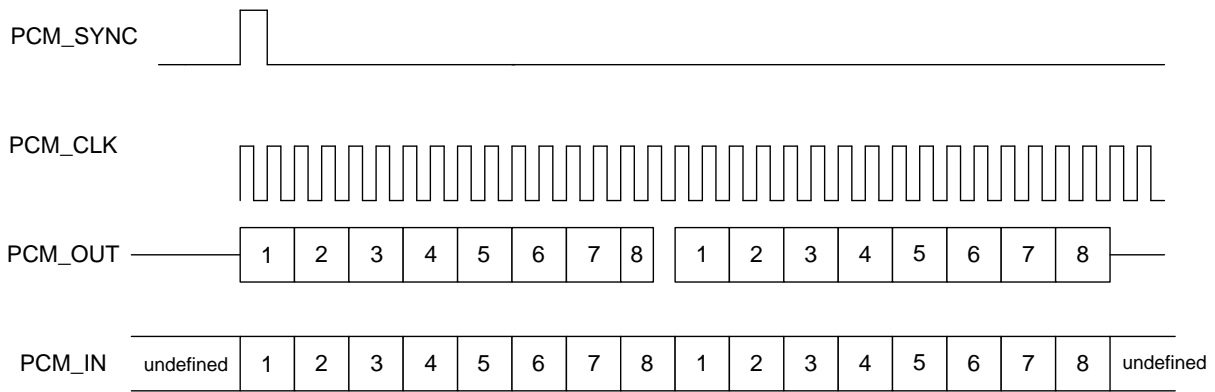 PCM_SYNC
PCM_CLK
PCM_OUT 1 2 3 4 5 6 7 8 1 2 3 4 5 6 7 8
PCM_IN undefined 1 2 3 4 5 6 7 8 1 2 3 4 5 6 7 8 undefined